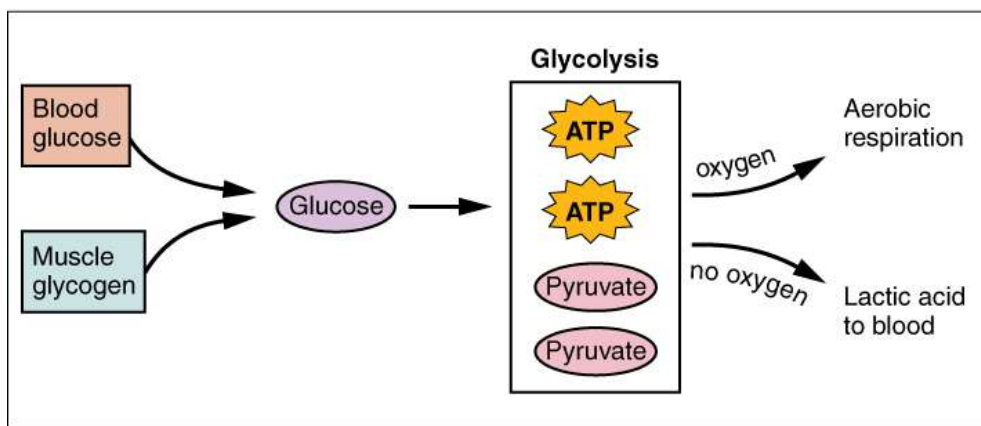 Glycolysis
Blood
glucose
Muscle
glycogen
Glucose
ATP
ATP
Pyruvate
Pyruvate
oxygen
no oxygen
Aerobic
respiration
Lactic acid
to blood